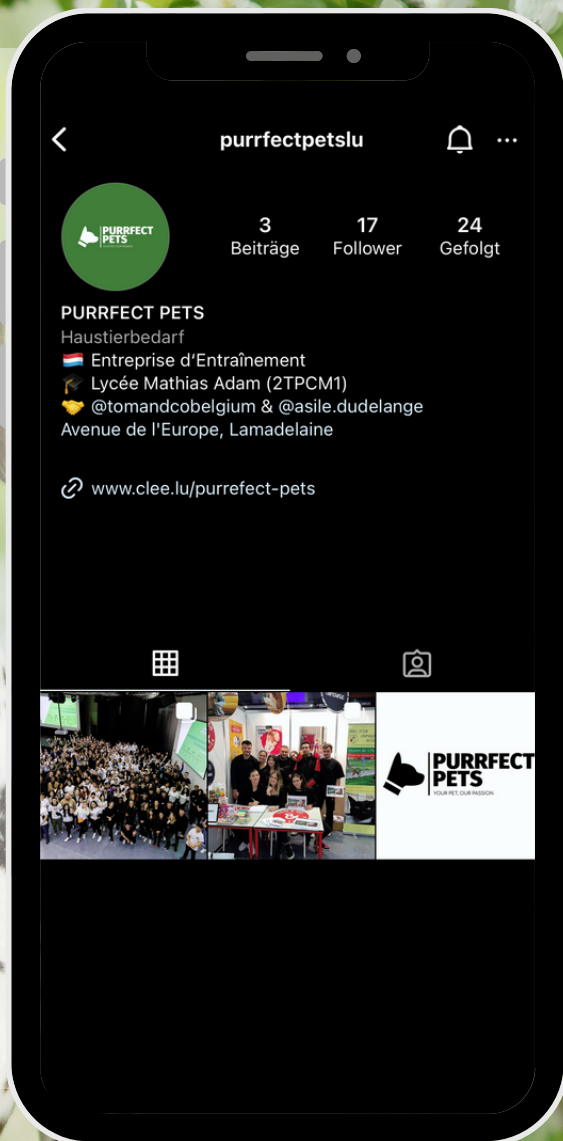 purrfectpetslu
PURRFECT
PETS
3
Beiträge
17
Follower
24
Gefolgt
PURRFECT PETS
Haustierbedarf
Entreprise d'Entraînement
Lycée Mathias Adam (2TPCM1)
@tomandcobelgium & @asile.dudelange
Avenue de l'Europe, Lamadelaine
www.clee.lu/purrefect-pets
PURRFECT
PETS
YOUR PET, OUR PASSION